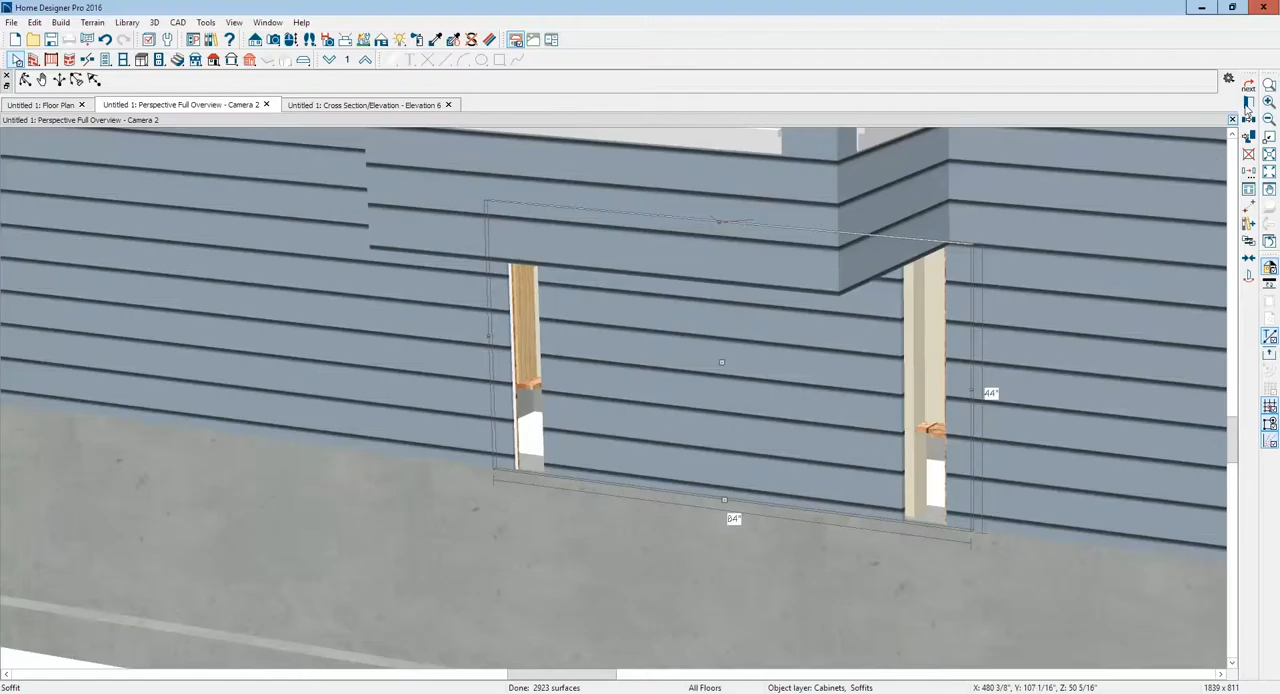 Home Designer Pro 2016
File Edit Build Terrain Library 3D CAD Tools View Window Help
1
Untitled 1: Floor Plan Untitled 1: Perspective Full Overview - Camera 2 Untitled 1: Cross Section/Elevation - Elevation 6
next
Untitled 1: Perspective Full Overview - Camera 2
44"
84"
Soffit Done: 2923 surfaces All Floors Object layer: Cabinets, Soffits X: 480 3/8", Y: 107 1/16", Z: 50 5/16" 1839 x 811